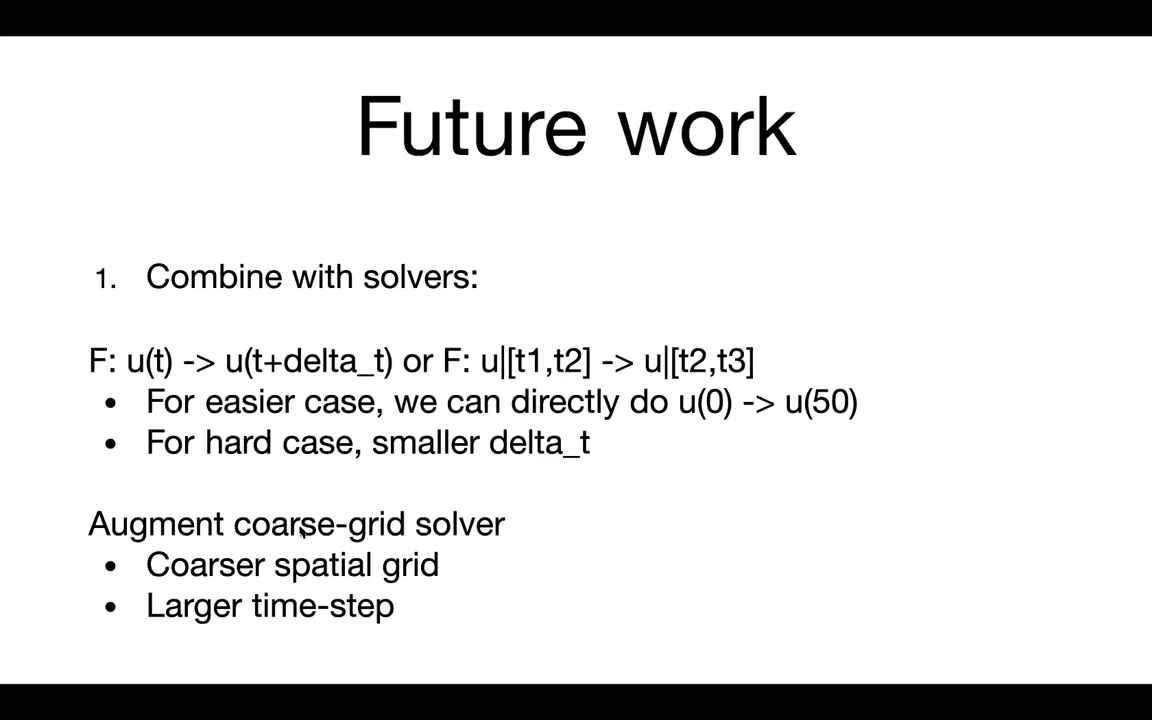 Future work
1. Combine with solvers:
F: u(t) -> u(t+delta_t) or F: u|[t1,t2] -> u|[t2,t3]
• For easier case, we can directly do u(0) -> u(50)
• For hard case, smaller delta_t
Augment coarse-grid solver
• Coarser spatial grid
• Larger time-step